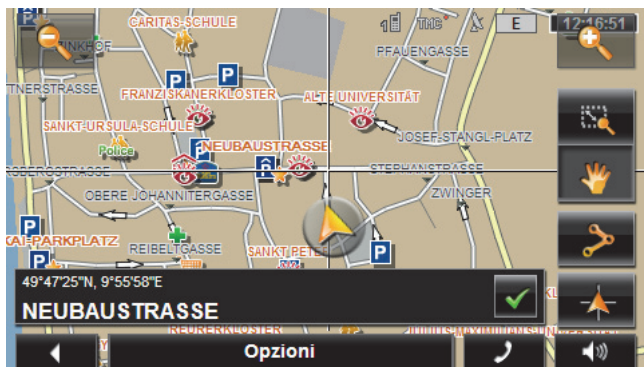 CARITAS-SCHULE
TMC
E
12:16:51
PFAUENGASSE
P
FRANZISKANERKLOSTER
ALTE UNIVERSITÄT
SANKT-URSULA-SCHULE
Police
NEUBAUSTRASSE
JOSEF-STANGL-PLATZ
STEPHANSTRASSE
OBERE JOHANNITERGASSE
ZWINGER
P
KAI-PARKPLATZ
REIBELTGASSE
SANKT PETE
P
49°47'25"N, 9°55'58"E
NEUBAUSTRASSE
REURERKLOSTER
Opzioni